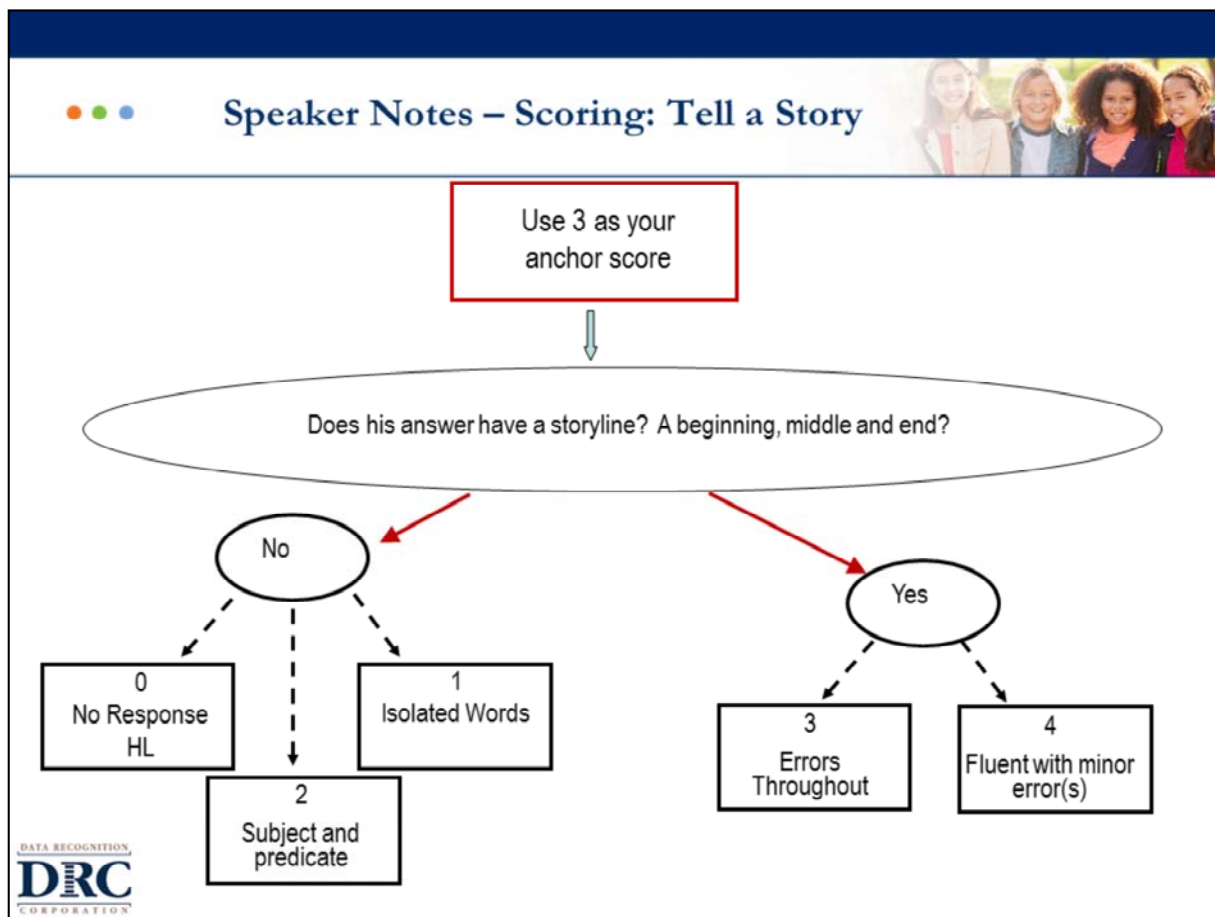 Speaker Notes – Scoring: Tell a Story
Use 3 as your
anchor score
Does his answer have a storyline? A beginning, middle and end?
No
Yes
0
No Response
HL
1
Isolated Words
2
Subject and
predicate
3
Errors
Throughout
4
Fluent with minor
error(s)
DATA RECOGNITION
DRC
CORPORATION